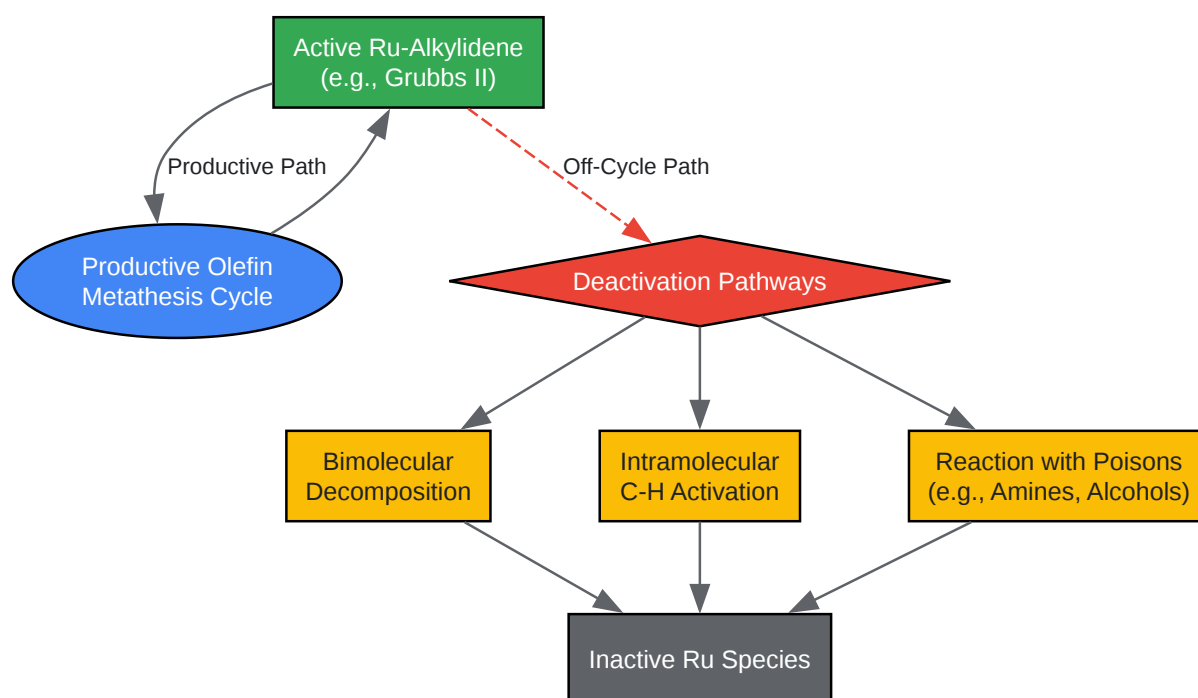 Active Ru-Alkylidene
(e.g., Grubbs II)
Productive Path
Off-Cycle Path
Productive Olefin
Metathesis Cycle
Deactivation Pathways
Bimolecular
Decomposition
Intramolecular
C-H Activation
Reaction with Poisons
(e.g., Amines, Alcohols)
Inactive Ru Species